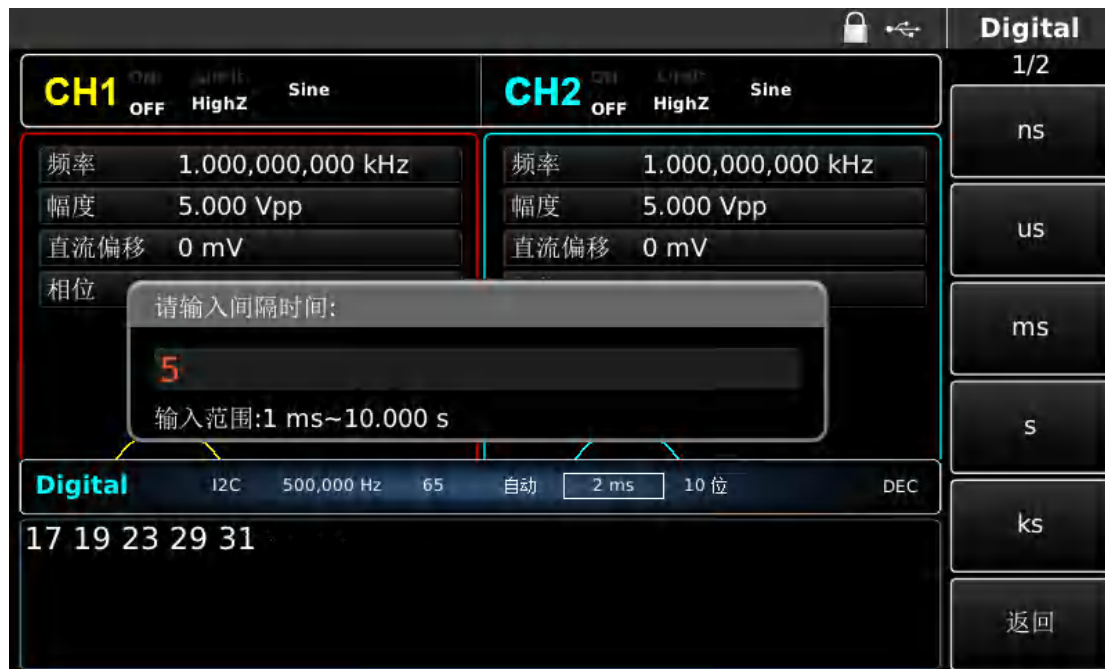 Digital
1/2
CH1 OFF HighZ Sine
CH2 OFF HighZ Sine
频率 1.000,000,000 kHz
幅度 5.000 Vpp
直流偏移 0 mV
相位
频率 1.000,000,000 kHz
幅度 5.000 Vpp
直流偏移 0 mV
请输入间隔时间:
5
输入范围:1 ms~10.000 s
Digital I2C 500,000 Hz 65 自动 2 ms 10 位 DEC
17 19 23 29 31
ns
us
ms
s
ks
返回